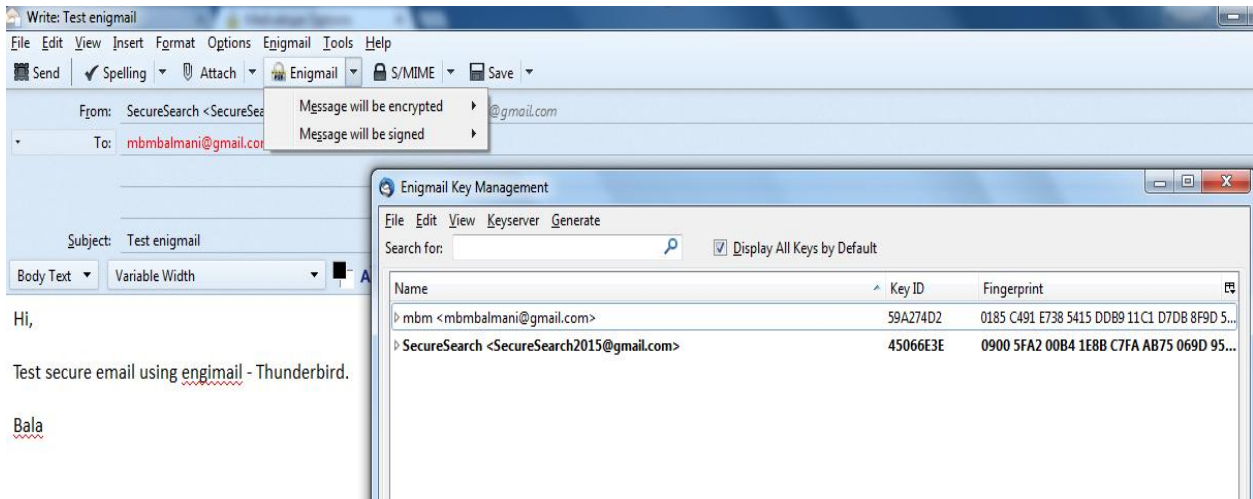 Write: Test enigmail
File Edit View Insert Format Options Enigmail Tools Help
Send Spelling Attach Enigmail S/MIME Save
Message will be encrypted
Message will be signed
From: SecureSearch <SecureSea @gmail.com
To: mbmbalmani@gmail.co
Subject: Test enigmail
Body Text Variable Width A
Hi,
Test secure email using engimail - Thunderbird.
Bala
Enigmail Key Management
File Edit View Keyserver Generate
Search for: Display All Keys by Default
Name Key ID Fingerprint
mbm <mbmbalmani@gmail.com> 59A274D2 0185 C491 E738 5415 DDB9 11C1 D7DB 8F9D 5...
SecureSearch <SecureSearch2015@gmail.com> 45066E3E 0900 5FA2 00B4 1E8B C7FA AB75 069D 95...